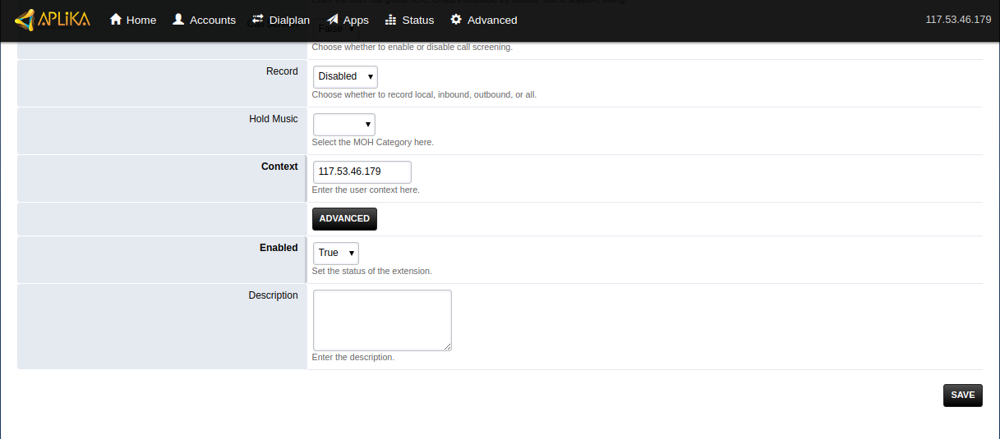 APLIKA Home Accounts Dialplan Apps Status Advanced 117.53.46.179
False
Choose whether to enable or disable call screening.
Record Disabled
Choose whether to record local, inbound, outbound, or all.
Hold Music
Select the MOH Category here.
Context 117.53.46.179
Enter the user context here.
ADVANCED
Enabled True
Set the status of the extension.
Description
Enter the description.
SAVE